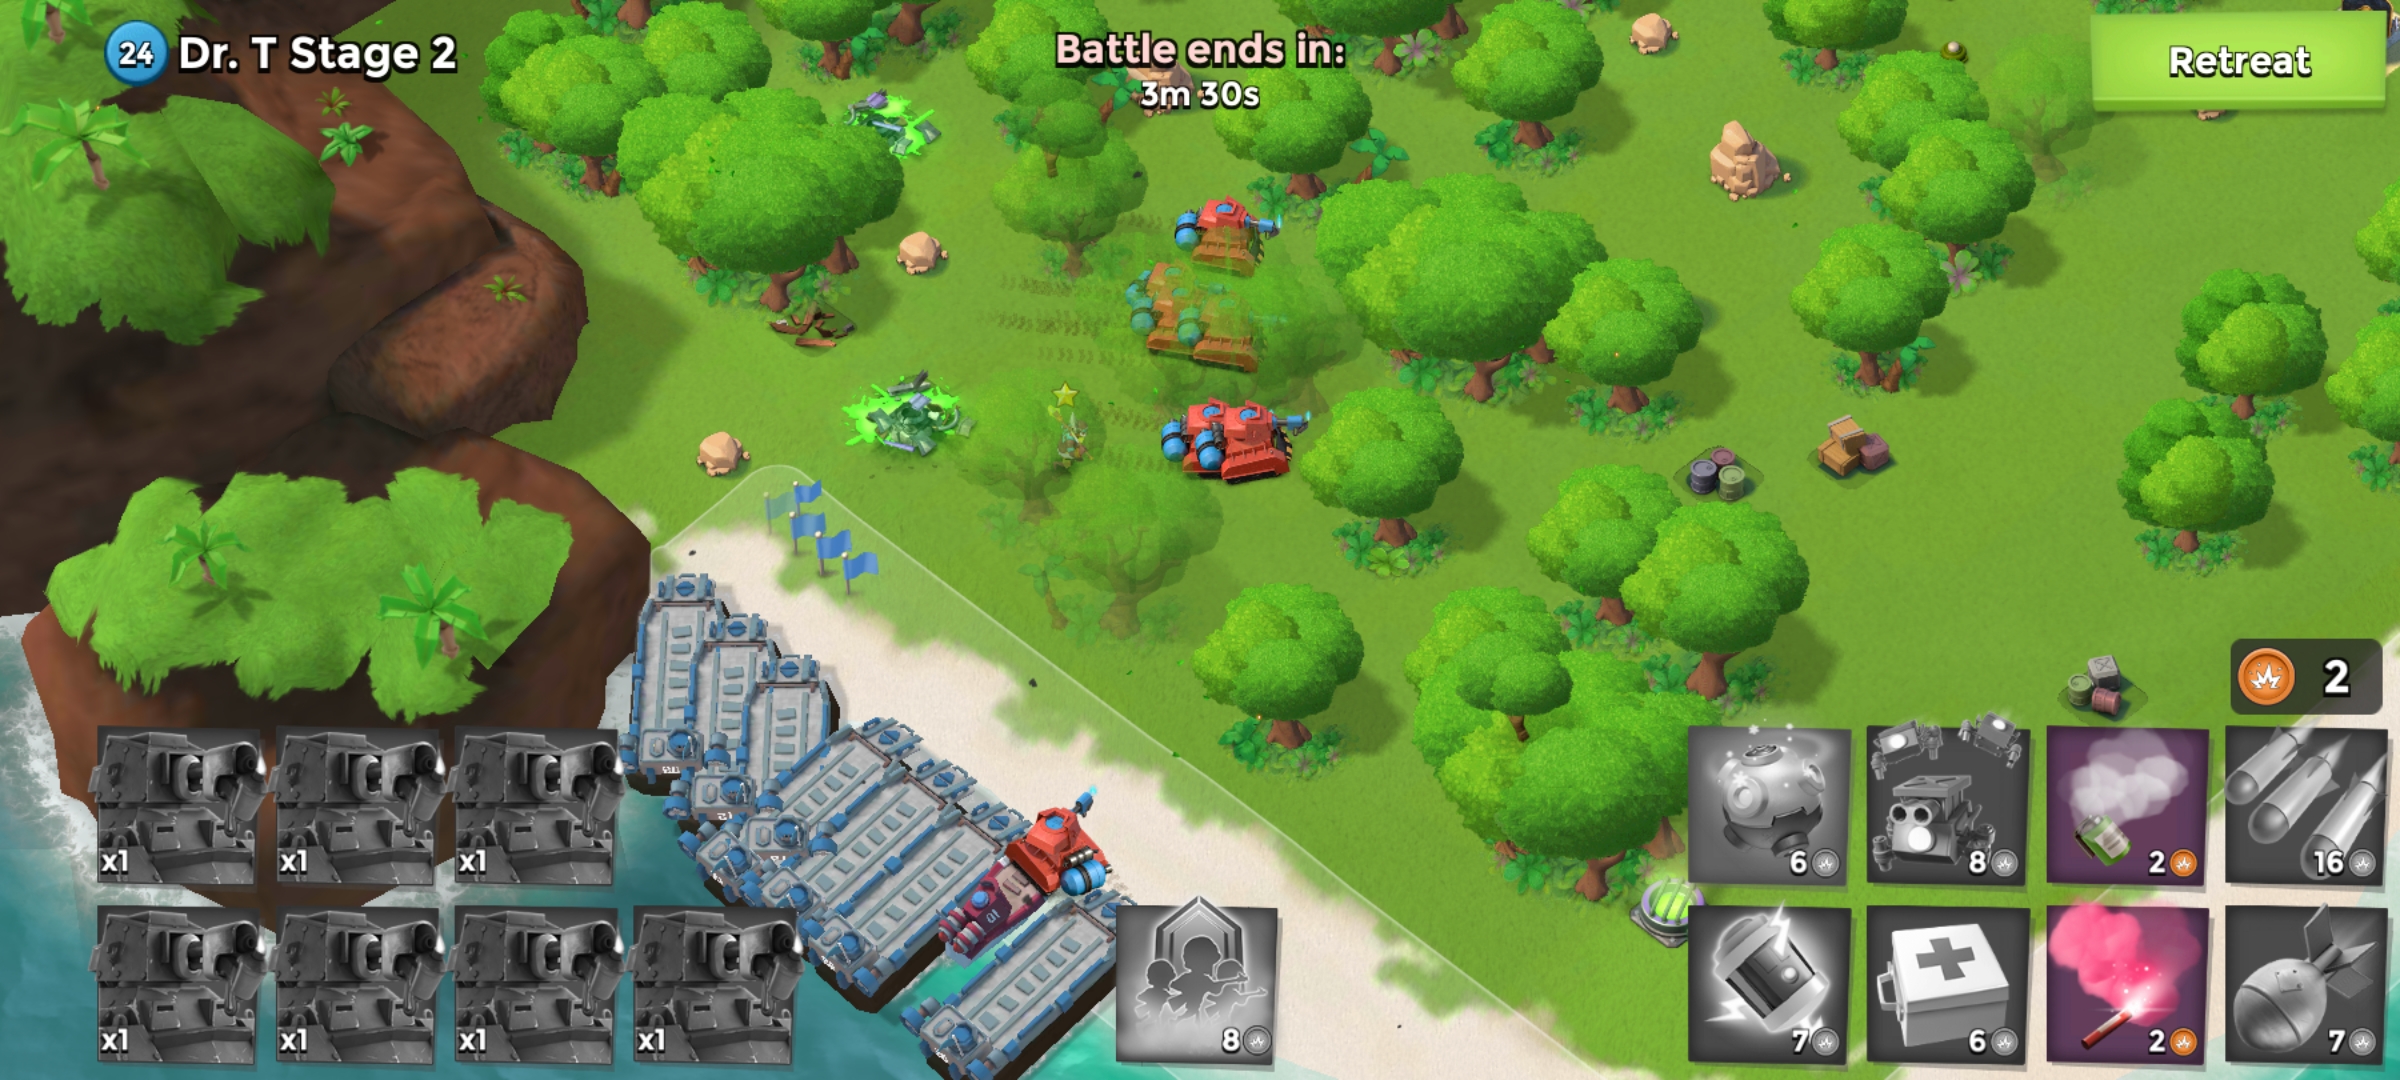 24 Dr. T Stage 2
Battle ends in:
3m 30s
Retreat
2
x1 x1 x1
6 8 2 16
x1 x1 x1 x1
8
7 6 2 7